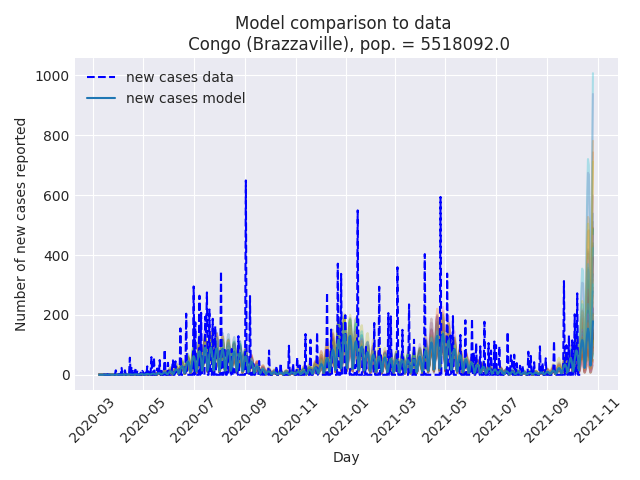 Model comparison to data
Congo (Brazzaville), pop. = 5518092.0
new cases data
new cases model
Number of new cases reported
1000
800
600
400
200
0
2020-03
2020-05
2020-07
2020-09
2020-11
2021-01
2021-03
2021-05
2021-07
2021-09
2021-11
Day